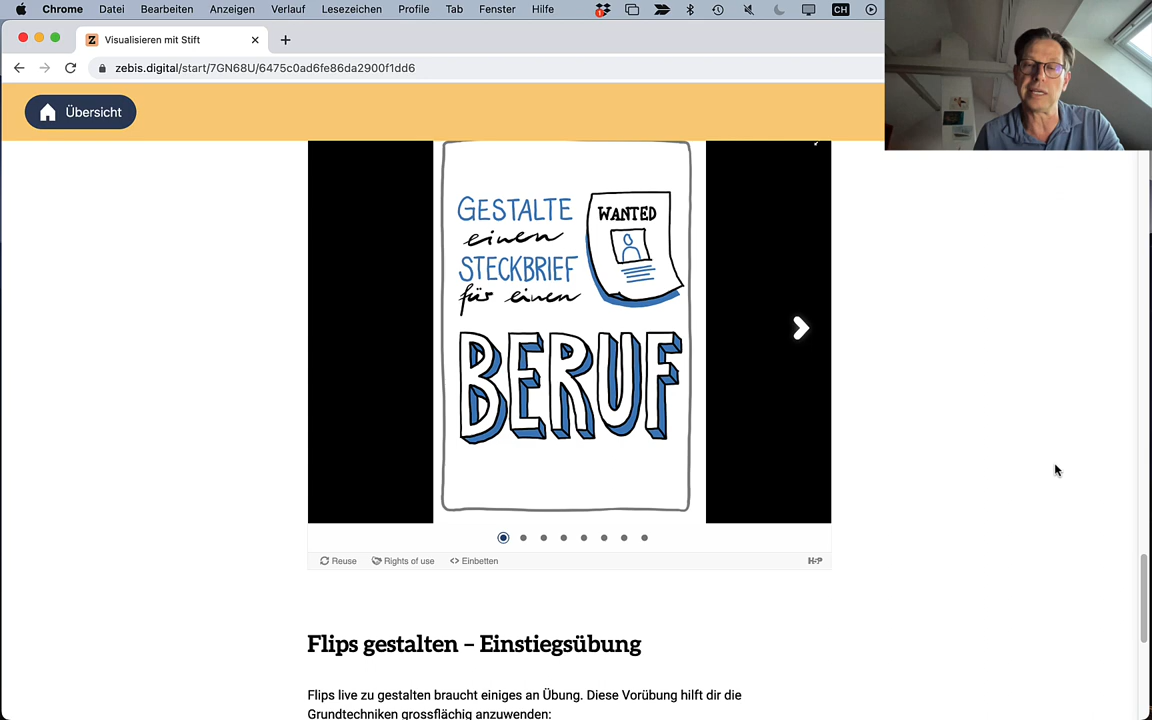 Chrome Datei Bearbeiten Anzeigen Verlauf Lesezeichen Profile Tab Fenster Hilfe CH
Visualisieren mit Stift
zebis.digital/start/7GN68U/6475c0ad6fe86da2900f1dd6
Übersicht
GESTALTE
einen
STECKBRIEF
für einen
WANTED
BERUF
Reuse Rights of use <> Einbetten H5P
Flips gestalten – Einstiegsübung
Flips live zu gestalten braucht einiges an Übung. Diese Vorübung hilft dir die
Grundtechniken grossflächig anzuwenden: